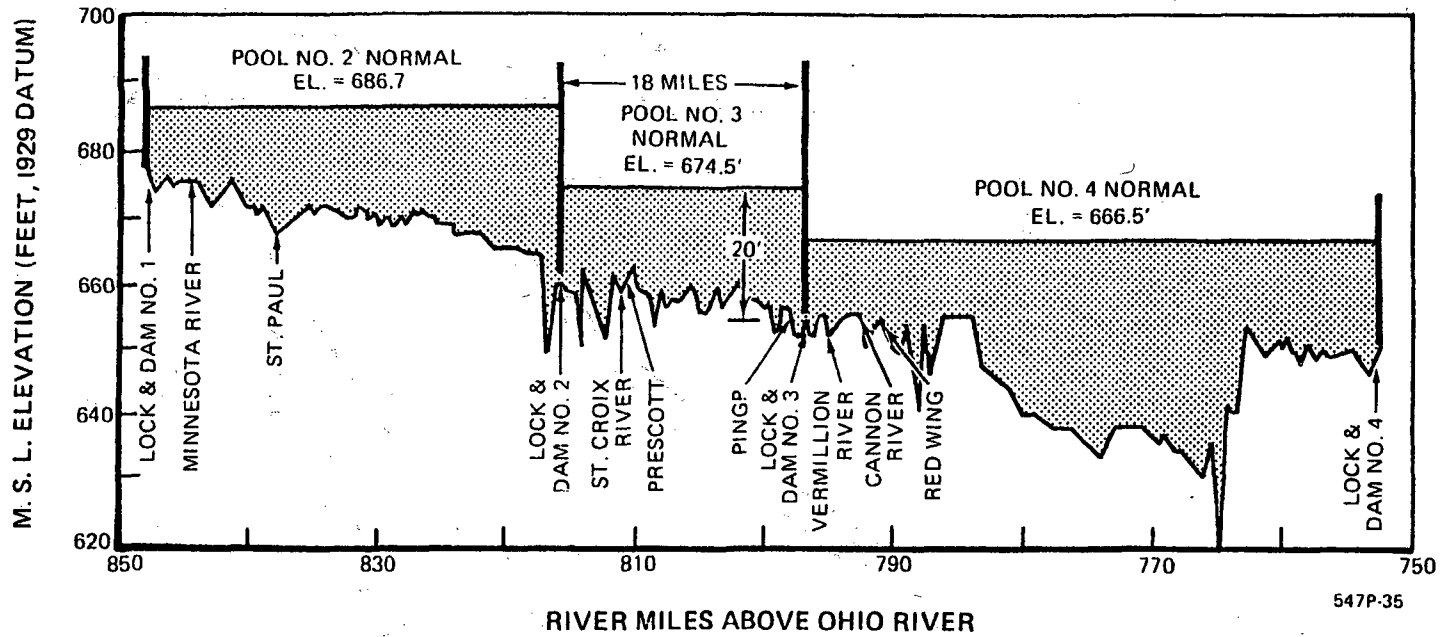 M. S. L. ELEVATION (FEET, 1929 DATUM)
700
680
660
640
620
POOL NO. 2 NORMAL
EL. = 686.7
18 MILES
POOL NO. 3
NORMAL
EL. = 674.5'
POOL NO. 4 NORMAL
EL. = 666.5'
20'
LOCK & DAM NO. 1
MINNESOTA RIVER
ST. PAUL
LOCK &
DAM NO. 2
ST. CROIX
RIVER
PRESCOTT
PINGP
LOCK &
DAM NO. 3
VERMILLION
RIVER
CANNON
RIVER
RED WING
LOCK &
DAM NO. 4
850
830
810
790
770
750
547P-35
RIVER MILES ABOVE OHIO RIVER